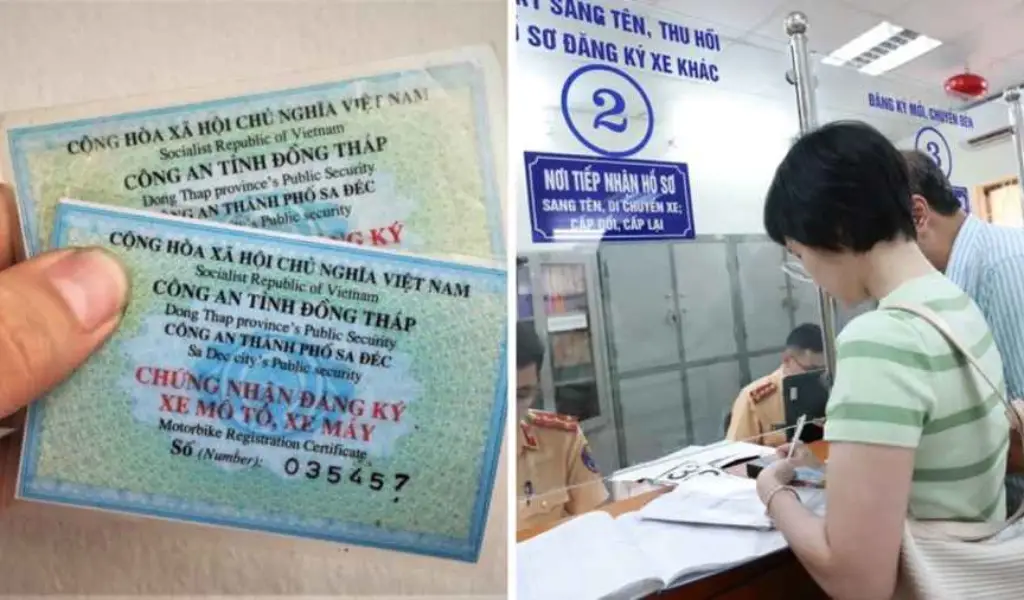 CỘNG HÒA XÃ HỘI CHỦ NGHĨA VIỆT NAM
Socialist Republic of Vietnam
CÔNG AN TỈNH ĐỒNG THÁP
Dong Thap province's Public Security
AN THÀNH PHỐ SA ĐÉC
Public security
NG KÝ
CỘNG HÒA XÃ HỘI CHỦ NGHĨA VIỆT NAM
Socialist Republic of Vietnam
CÔNG AN TỈNH ĐỒNG THÁP
Dong Thap province's Public Security
CÔNG AN THÀNH PHỐ SA ĐÉC
Sa Dec city's Public security
CHỨNG NHẬN ĐĂNG KÝ
XE MÔ TÔ, XE MÁY
Motorbike Registration Certificate
Số (Number): 035457
SANG TÊN, THU HỒI
SƠ ĐĂNG KÝ XE KHÁC
2
NƠI TIẾP NHẬN HỒ SƠ
SANG TÊN, DI CHUYỂN XE;
CẤP ĐỔI, CẤP LẠI
ĐĂNG KÝ MỚI, CHUYỂN ĐẾN
3